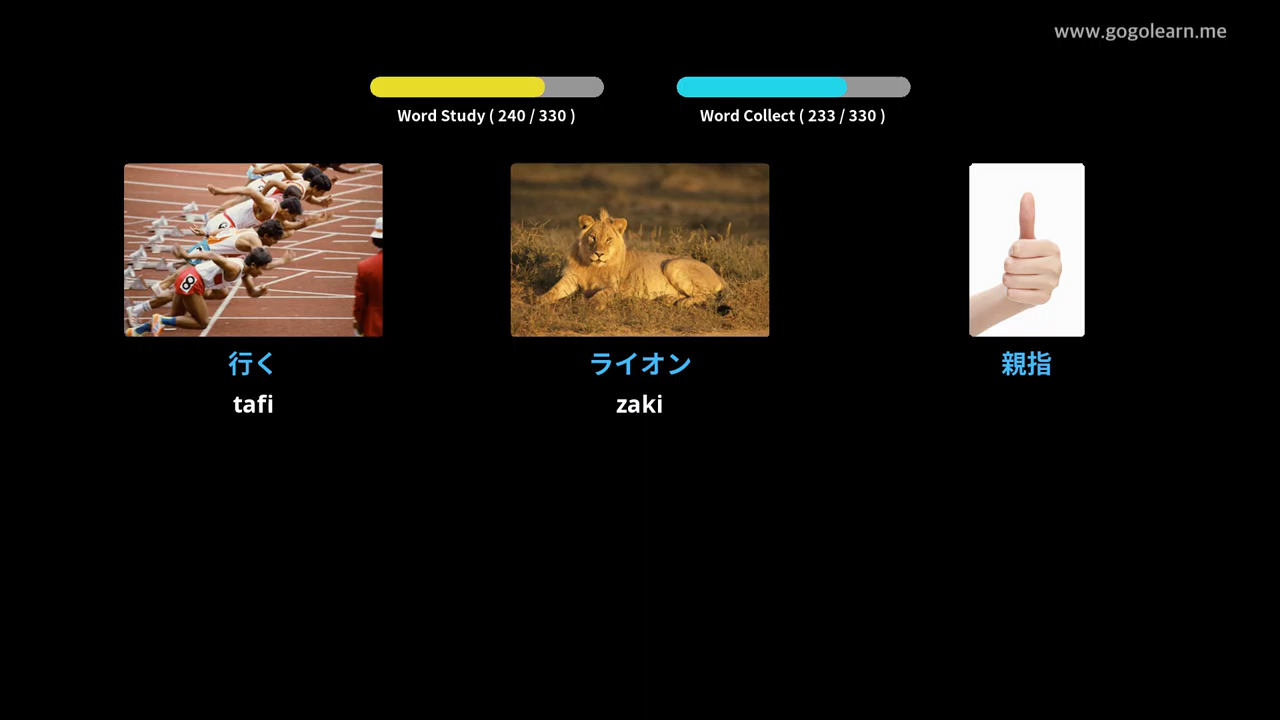 www.gogolearn.me
Word Study ( 240 / 330 )
Word Collect ( 233 / 330 )
8
行く
ライオン
親指
tafi
zaki